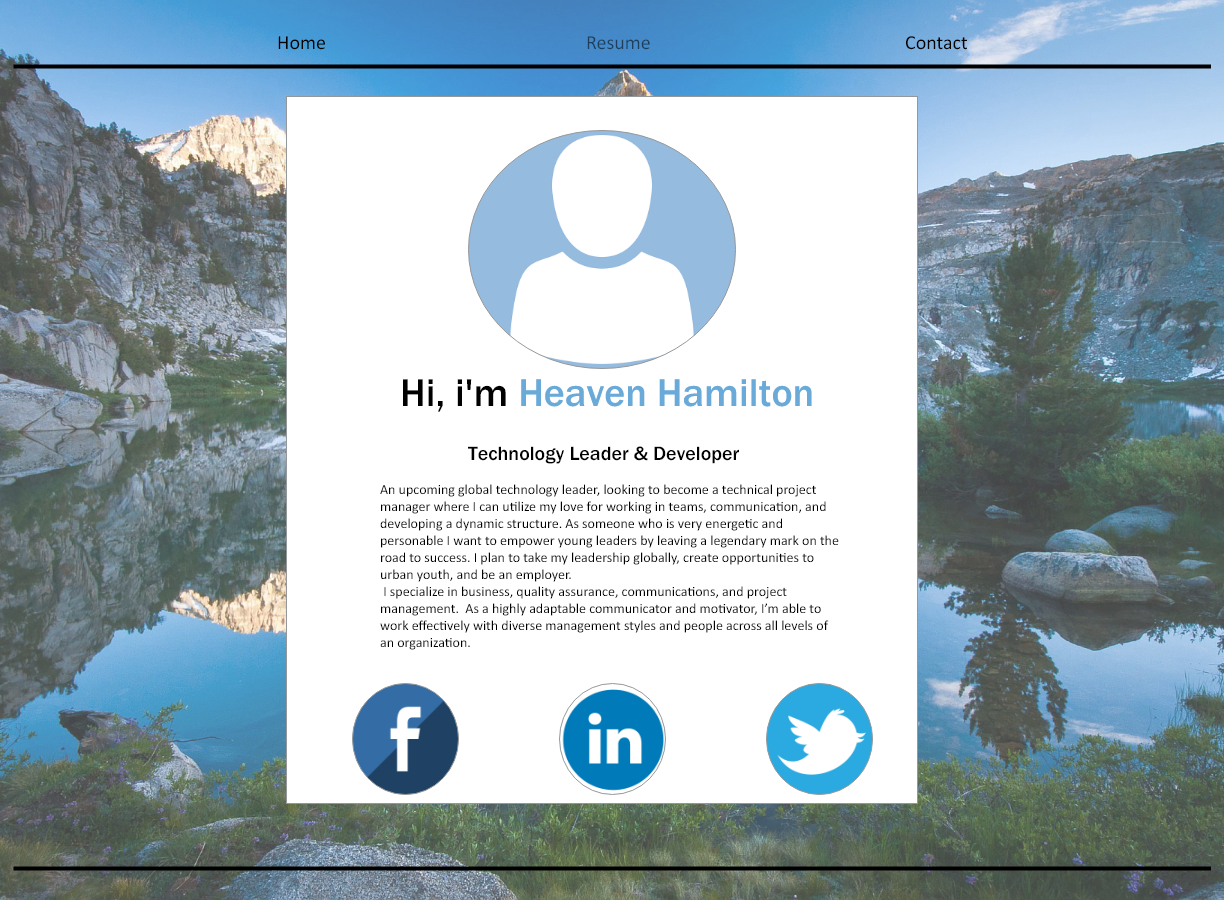 Home Resume Contact
Hi, i'm Heaven Hamilton
Technology Leader & Developer
An upcoming global technology leader, looking to become a technical project
manager where I can utilize my love for working in teams, communication, and
developing a dynamic structure. As someone who is very energetic and
personable I want to empower young leaders by leaving a legendary mark on the
road to success. I plan to take my leadership globally, create opportunities to
urban youth, and be an employer.
I specialize in business, quality assurance, communications, and project
management.  As a highly adaptable communicator and motivator, I’m able to
work effectively with diverse management styles and people across all levels of
an organization.
f in